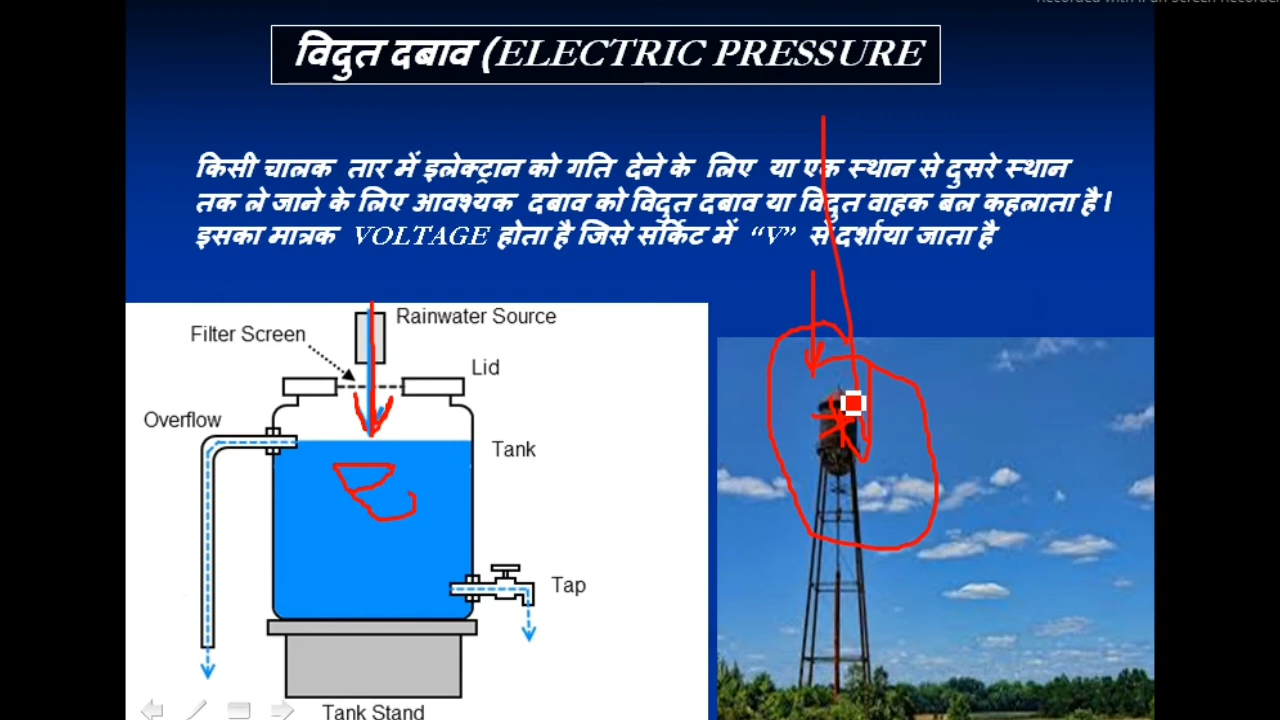 विदुत दबाव (ELECTRIC PRESSURE
किसी चालक तार में इलेक्ट्रान को गति देने के लिए या एक स्थान से दुसरे स्थान
तक ले जाने के लिए आवश्यक दबाव को विदुत दबाव या विदुत वाहक बल कहलाता है।
इसका मात्रक VOLTAGE होता है जिसे सर्किट में “V” से दर्शाया जाता है
Rainwater Source
Filter Screen
Lid
Overflow
Tank
Tap
Tank Stand